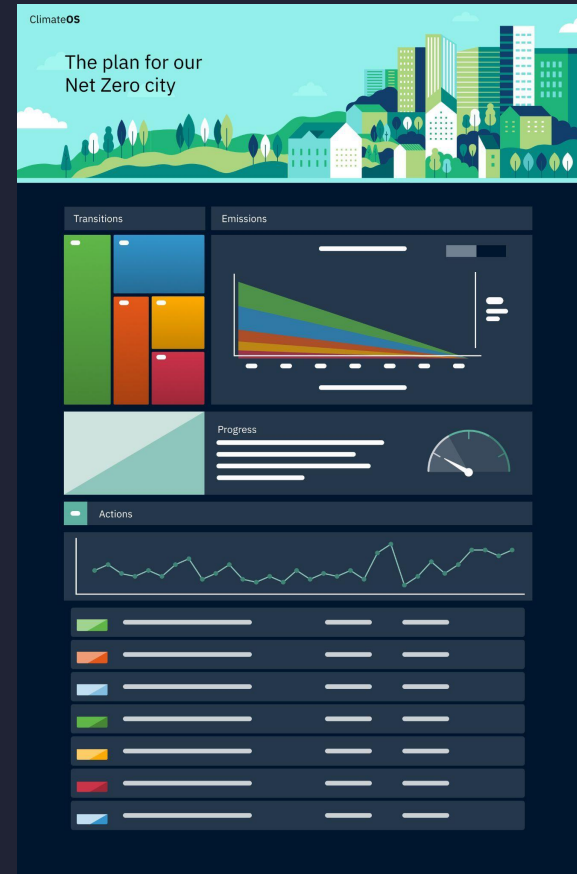 ClimateOS
The plan for our
Net Zero city
Transitions
Emissions
Progress
Actions